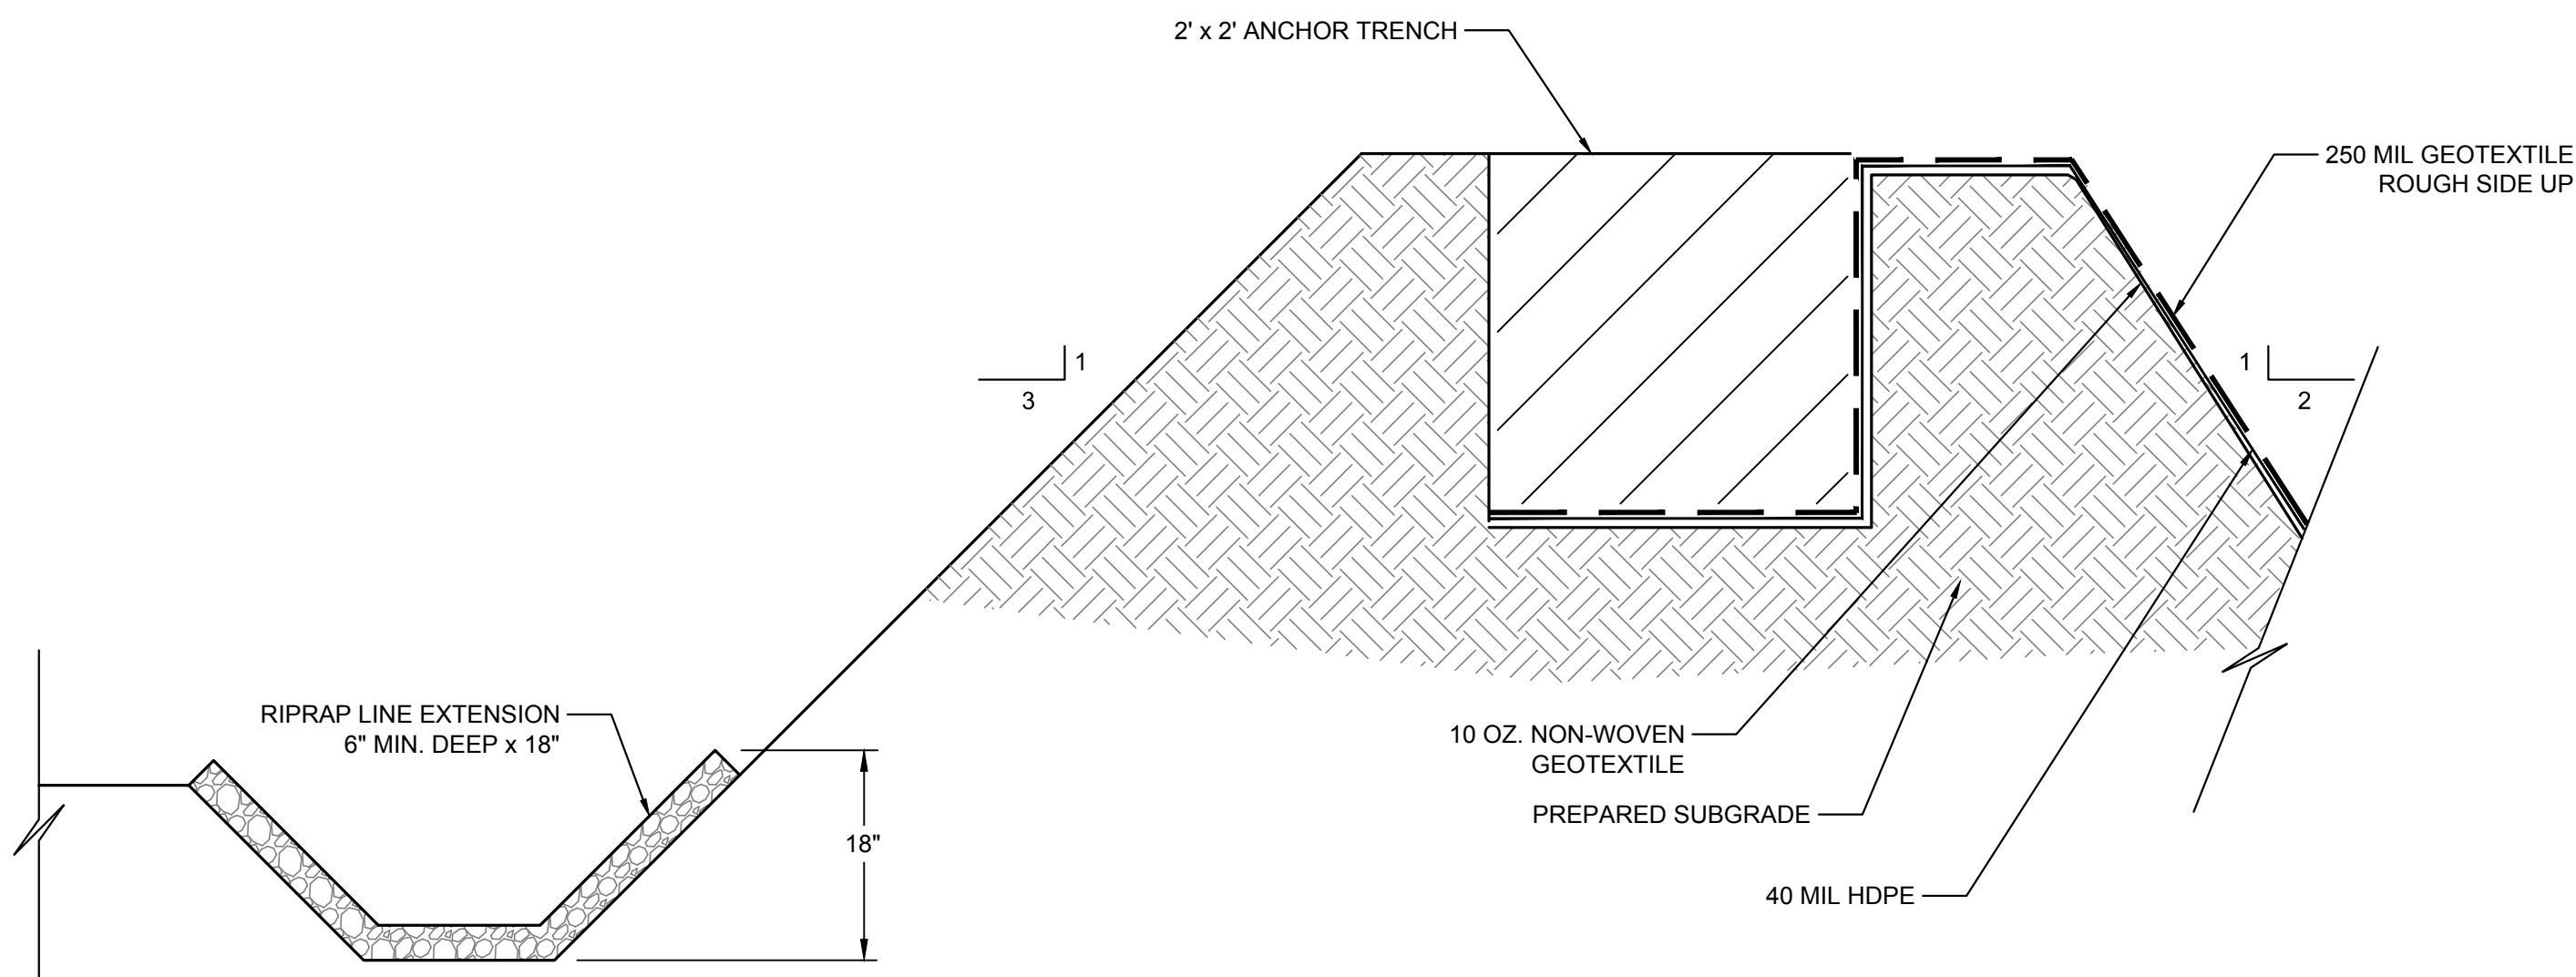 2' x 2' ANCHOR TRENCH
250 MIL GEOTEXTILE
ROUGH SIDE UP
1
3
1
2
RIPRAP LINE EXTENSION
6" MIN. DEEP x 18"
18"
10 OZ. NON-WOVEN
GEOTEXTILE
PREPARED SUBGRADE
40 MIL HDPE